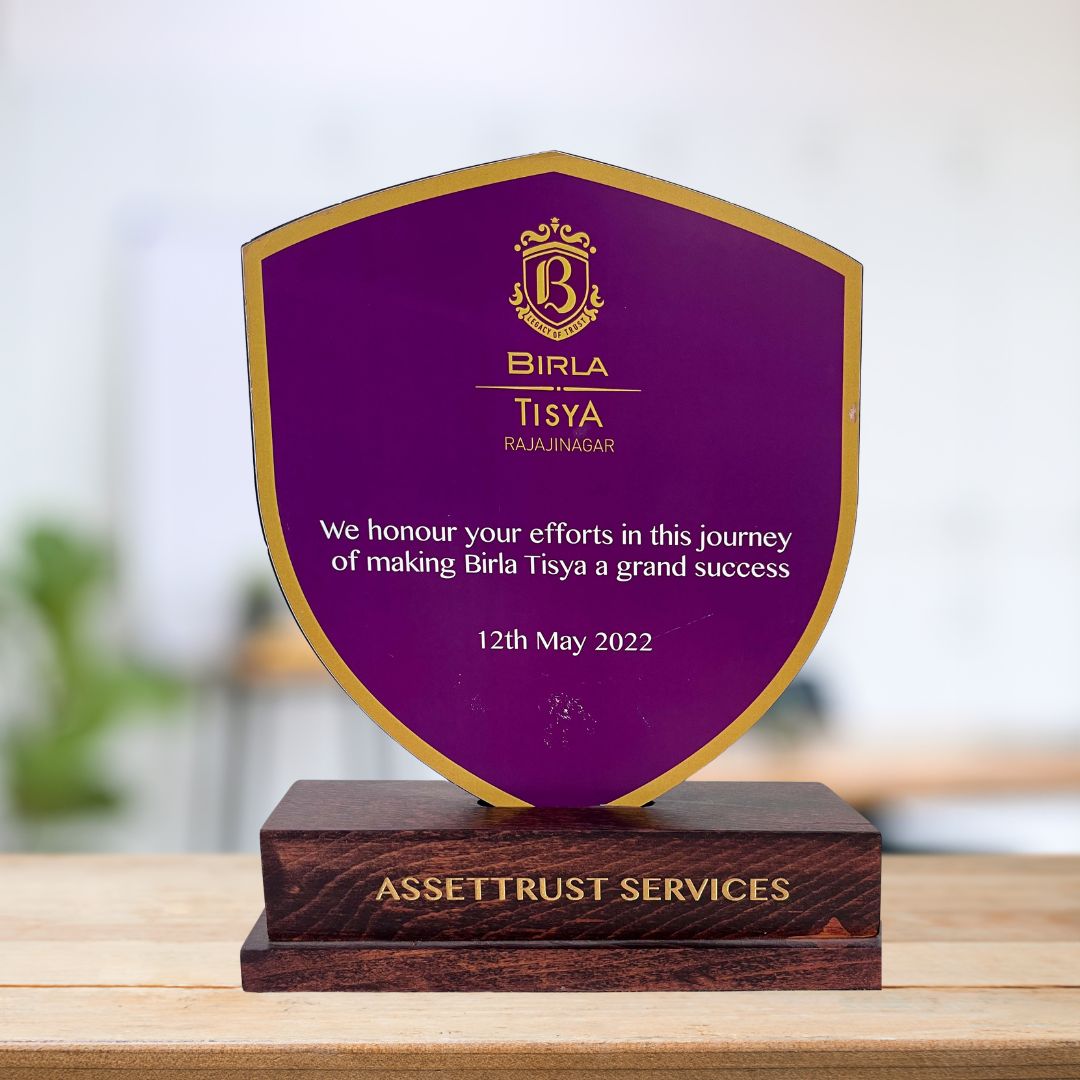 B
LEGACY OF TRUST
BIRLA
TISYA
RAJAJINAGAR
We honour your efforts in this journey
of making Birla Tisya a grand success
12th May 2022
ASSETTRUST SERVICES